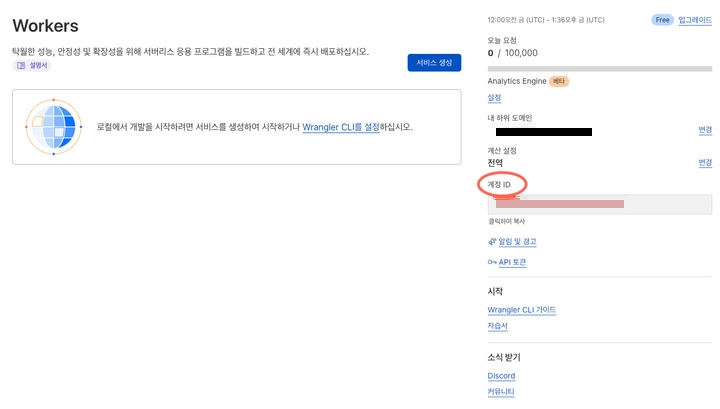 Workers
탁월한 성능, 안정성 및 확장성을 위해 서버리스 응용 프로그램을 빌드하고 전 세계에 즉시 배포하십시오.
설명서
서비스 생성
로컬에서 개발을 시작하려면 서비스를 생성하여 시작하거나 Wrangler CLI를 설정하십시오.
12:00오전 금 (UTC) - 1:36오후 금 (UTC)
Free 업그레이드
오늘 요청
0 / 100,000
Analytics Engine 베타
설정
내 하위 도메인
변경
계산 설정
전역
변경
계정 ID
클릭하여 복사
알림 및 경고
API 토큰
시작
Wrangler CLI 가이드
자습서
소식 받기
Discord
커뮤니티